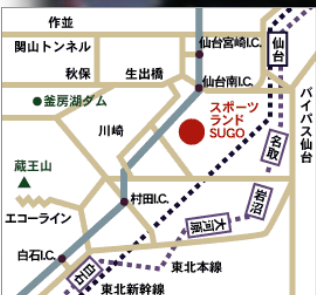 作並
関山トンネル
仙台宮崎I.C.
仙台
秋保
生出橋
仙台南I.C.
釜房湖ダム
スポーツ
ランド
SUGO
バイパス仙台
川崎
名取
蔵王山
岩沼
エコーライン
村田I.C.
大河原
白石I.C.
白石
東北本線
東北新幹線